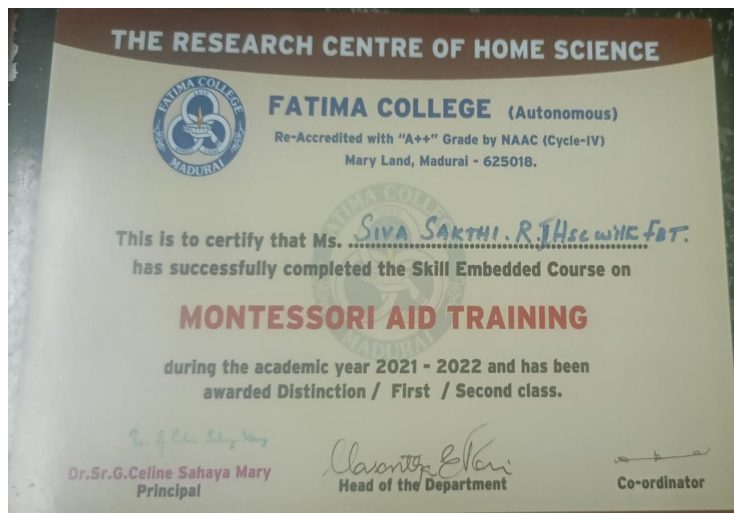 THE RESEARCH CENTRE OF HOME SCIENCE
FATIMA COLLEGE
MADURAI
FATIMA COLLEGE (Autonomous)
Re-Accredited with "A++" Grade by NAAC (Cycle-IV)
Mary Land, Madurai - 625018.
This is to certify that Ms. SIVA SAKTHI. R
has successfully completed the Skill Embedded Course on
MONTESSORI AID TRAINING
during the academic year 2021 - 2022 and has been
awarded Distinction / First / Second class.
Dr.Sr.G.Celine Sahaya Mary
Principal
Head of the Department
Co-ordinator